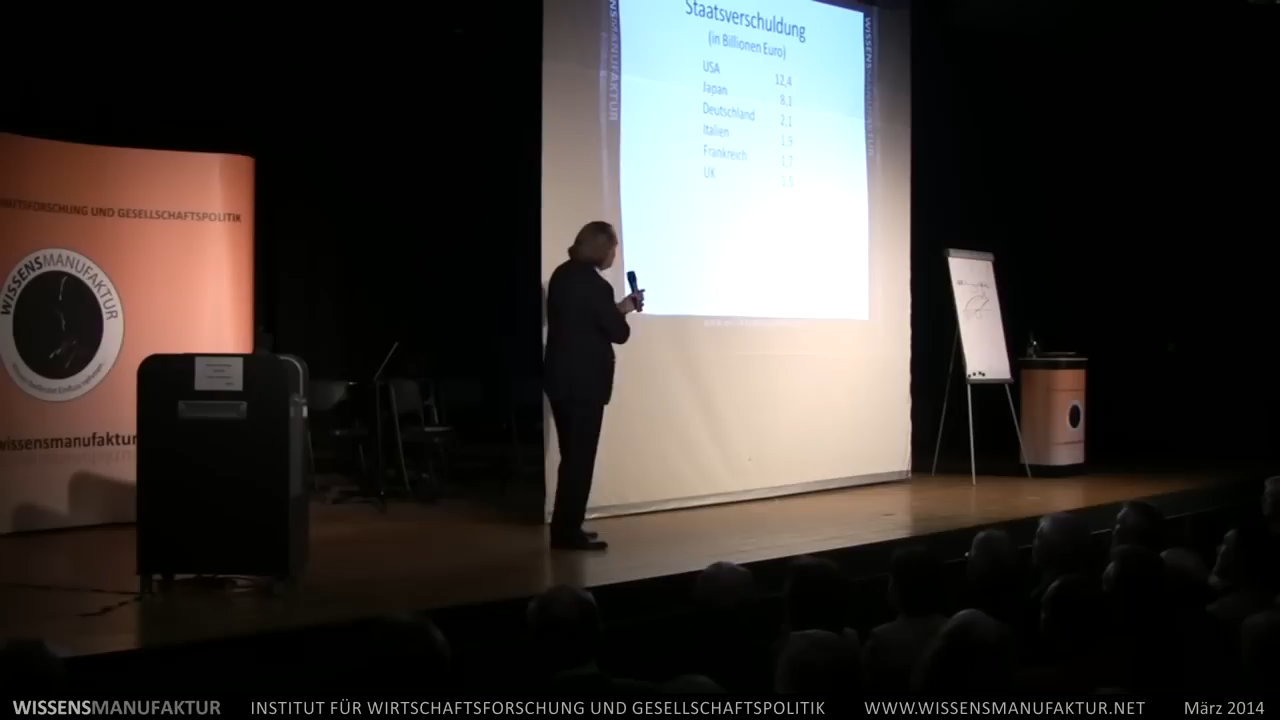 Staatsverschuldung
(in Billionen Euro)
USA 12,4
Japan 8,1
Deutschland 2,1
Italien 1,9
Frankreich 1,7
UK 1,5
WISSENSMANUFAKTUR
WISSENSMANUFAKTUR
UND GESELLSCHAFTSPOLITIK
WISSENSMANUFAKTUR
wissensmanufaktur
WISSENSMANUFAKTUR INSTITUT FÜR WIRTSCHAFTSFORSCHUNG UND GESELLSCHAFTSPOLITIK WWW.WISSENSMANUFAKTUR.NET März 2014